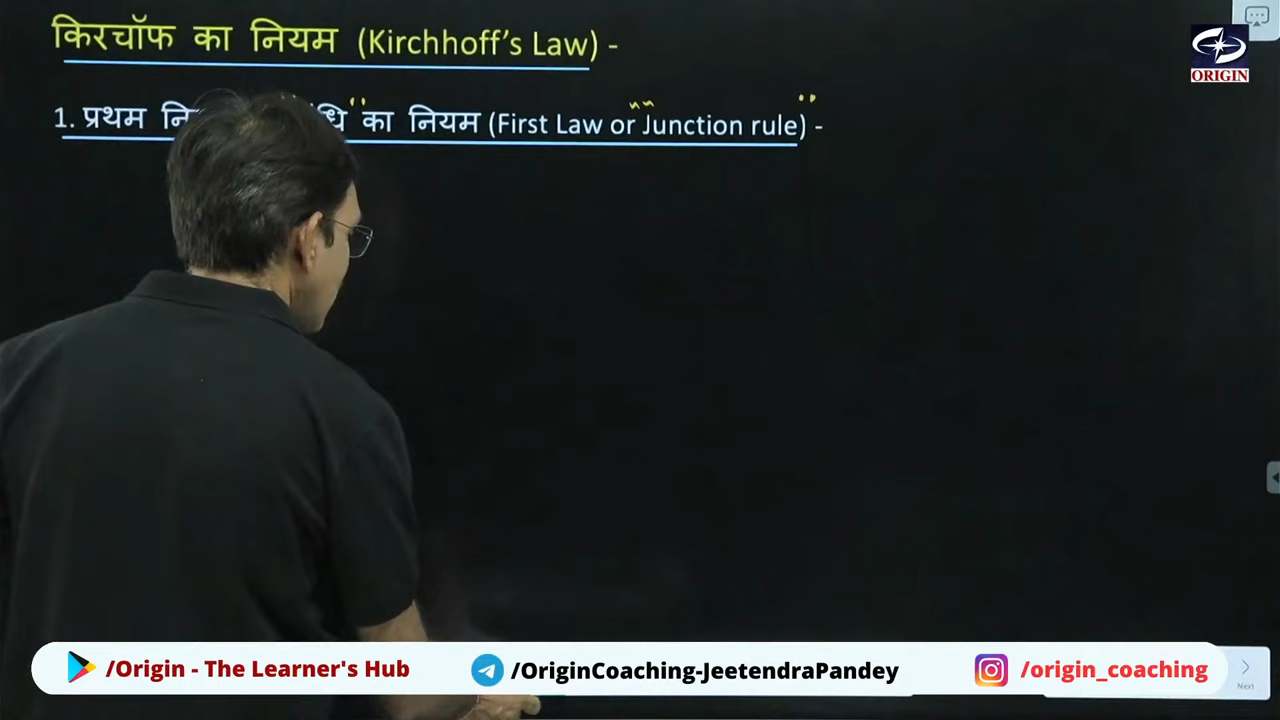 किरचॉफ का नियम (Kirchhoff's Law) -
ORIGIN
1. प्रथम का नियम (First Law or Junction rule) -
/Origin - The Learner's Hub
/OriginCoaching-JeetendraPandey
/origin_coaching
Next